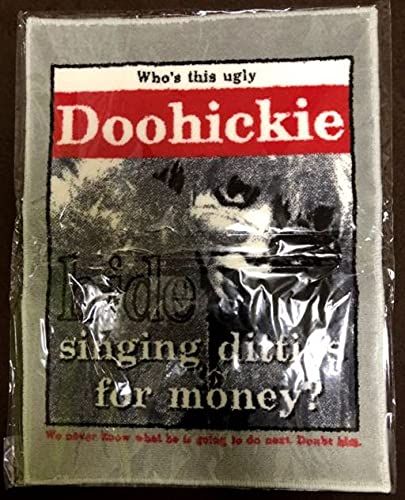 Who's this ugly
Doohickie
hide
singing ditties
for money?
We never know what he is going to do next. Doubt him.